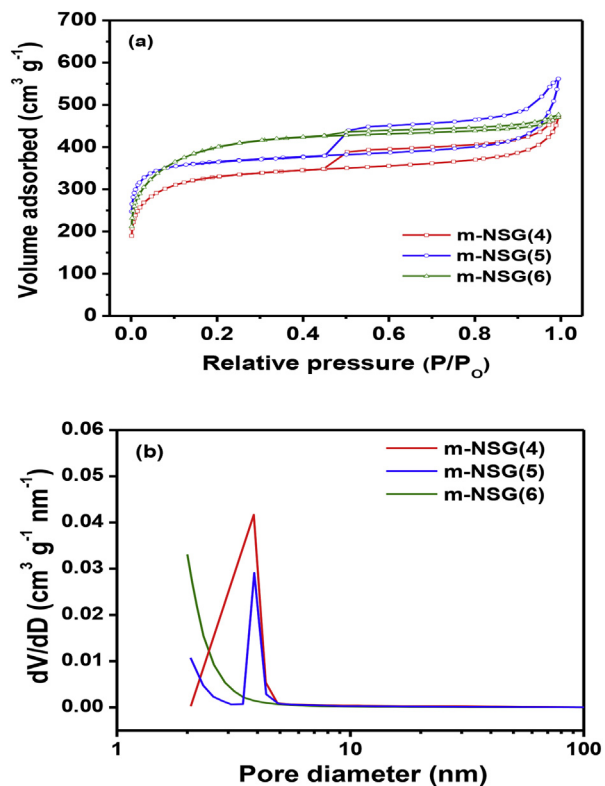 (a)
Volume adsorbed (cm³ g⁻¹)
700
600
500
400
300
200
100
0
m-NSG(4)
m-NSG(5)
m-NSG(6)
0.0 0.2 0.4 0.6 0.8 1.0
Relative pressure (P/P₀)
(b)
dV/dD (cm³ g⁻¹ nm⁻¹)
0.06
0.05
0.04
0.03
0.02
0.01
0.00
m-NSG(4)
m-NSG(5)
m-NSG(6)
1 10 100
Pore diameter (nm)